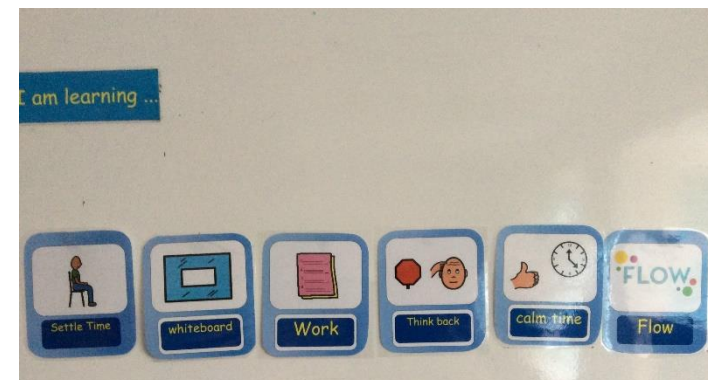 I am learning ...
FLOW
Settle Time whiteboard Work Think back calm time Flow